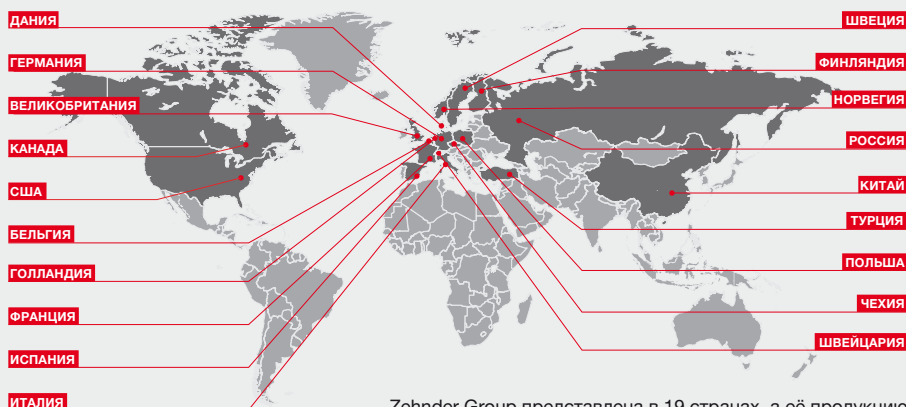 ДАНИЯ
ГЕРМАНИЯ
ВЕЛИКОБРИТАНИЯ
КАНАДА
США
БЕЛЬГИЯ
ГОЛЛАНДИЯ
ФРАНЦИЯ
ИСПАНИЯ
ИТАЛИЯ
ШВЕЦИЯ
ФИНЛЯНДИЯ
НОРВЕГИЯ
РОССИЯ
КИТАЙ
ТУРЦИЯ
ПОЛЬША
ЧЕХИЯ
ШВЕЙЦАРИЯ
Zehnder Group представлена в 19 странах, а её продукцию